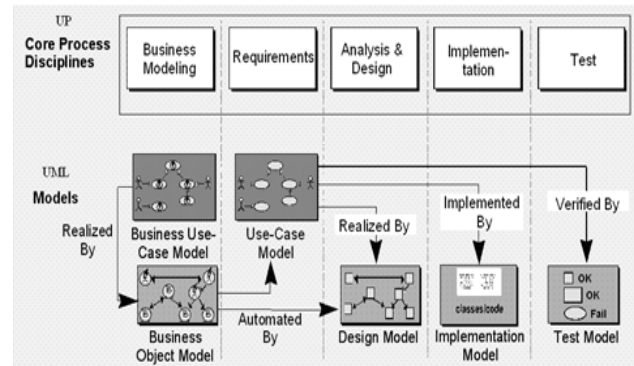 UP
Core Process
Disciplines
Business
Modeling
Requirements
Analysis &
Design
Implemen-
tation
Test
UML
Models
Realized
By
Business Use-
Case Model
Use-Case
Model
Realized By
Implemented
By
Verified By
Business
Object Model
Automated
By
Design Model
classes/code
Implementation
Model
OK
OK
Fail
Test Model